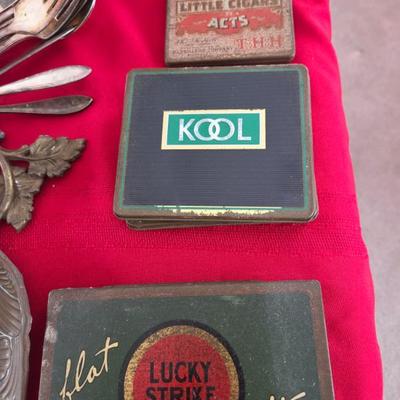 LITTLE CIGARS
ACTS
T.H.H
KOOL
flat
LUCKY
STRIKE